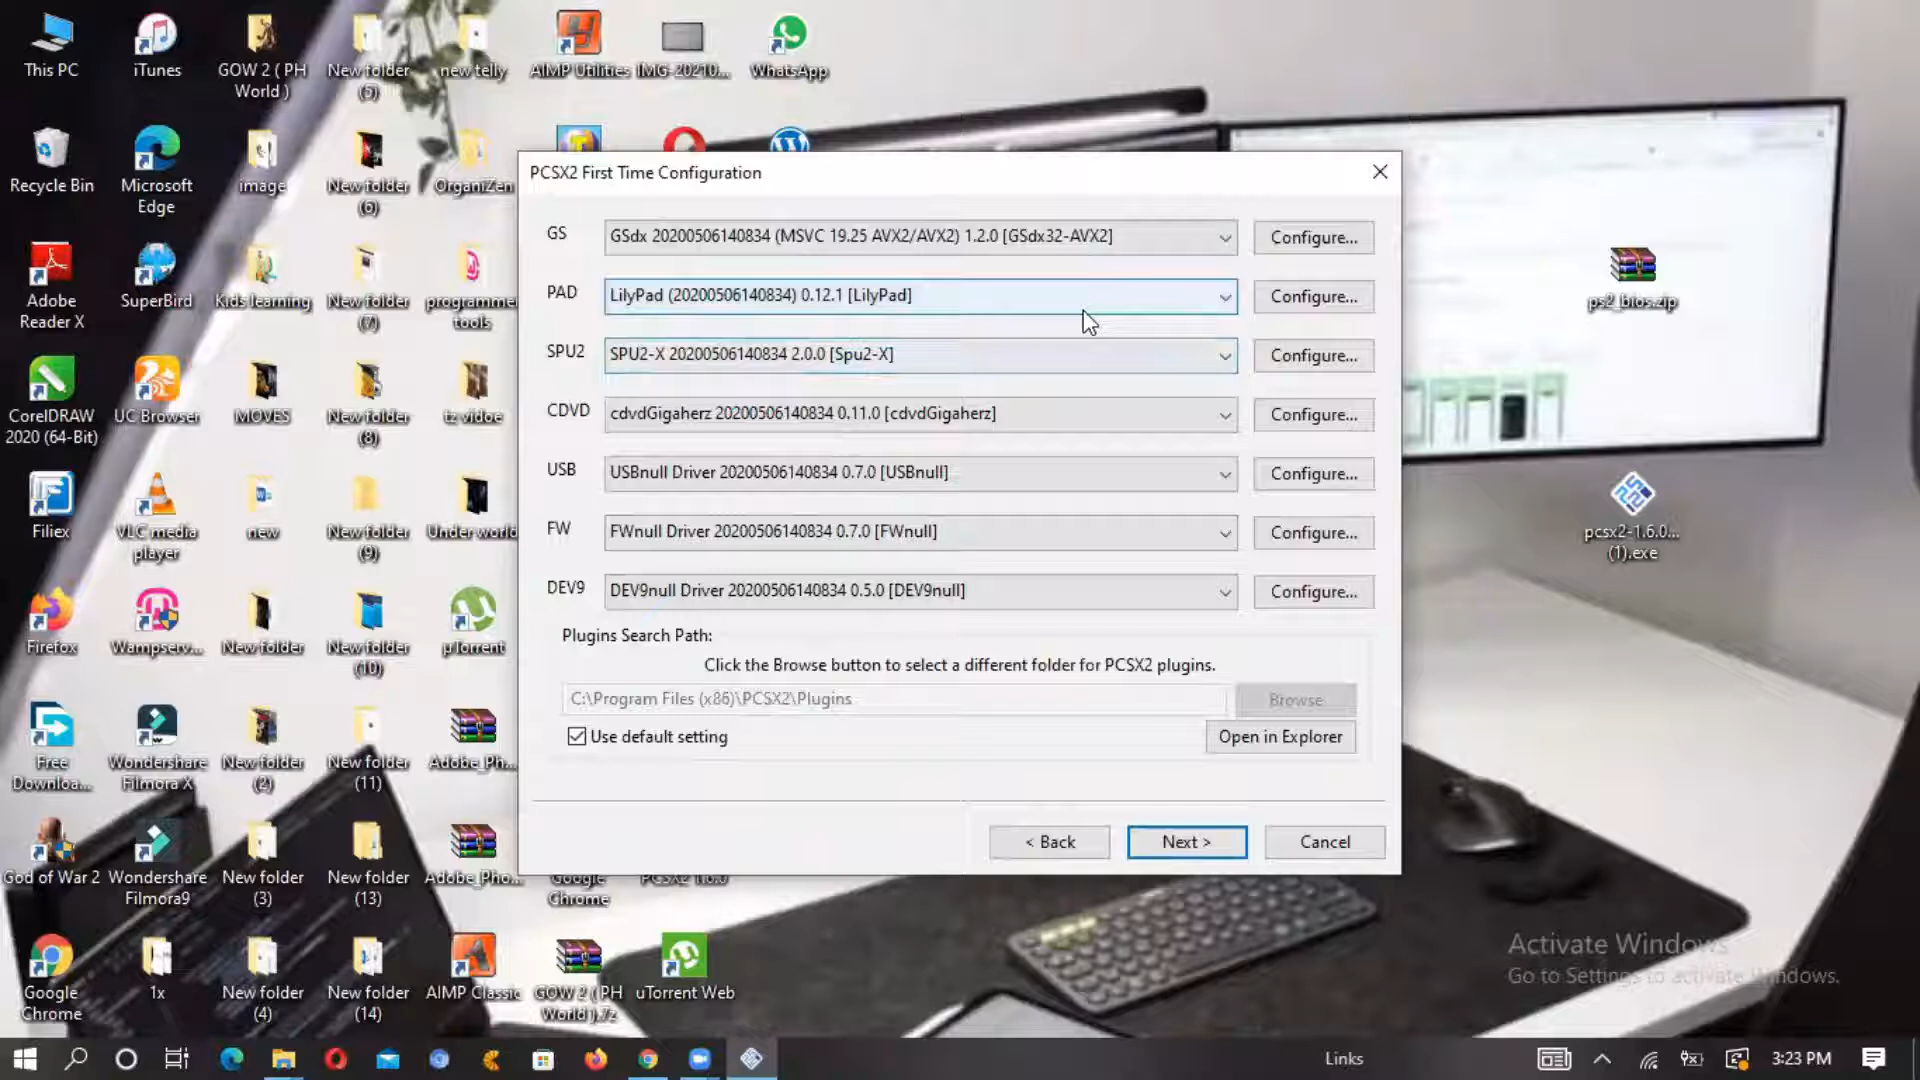 This PC
iTunes
GOW 2 ( PH World )
New folder (5)
new telly
AIMP Utilities
IMG-20210...
WhatsApp
Recycle Bin
Microsoft Edge
image
New folder (6)
OrganiZen
PCSX2 First Time Configuration
GS
GSdx 20200506140834 (MSVC 19.25 AVX2/AVX2) 1.2.0 [GSdx32-AVX2]
Configure...
PAD
LilyPad (20200506140834) 0.12.1 [LilyPad]
Configure...
SPU2
SPU2-X 20200506140834 2.0.0 [Spu2-X]
Configure...
CDVD
cdvdGigaherz 20200506140834 0.11.0 [cdvdGigaherz]
Configure...
USB
USBnull Driver 20200506140834 0.7.0 [USBnull]
Configure...
FW
FWnull Driver 20200506140834 0.7.0 [FWnull]
Configure...
DEV9
DEV9null Driver 20200506140834 0.5.0 [DEV9null]
Configure...
Plugins Search Path:
Click the Browse button to select a different folder for PCSX2 plugins.
C:\Program Files (x86)\PCSX2\Plugins
Browse
Use default setting
Open in Explorer
< Back
Next >
Cancel
Adobe Reader X
SuperBird
Kids learning
New folder (7)
programmer tools
ps2_bios.zip
CorelDRAW 2020 (64-Bit)
UC Browser
MOVES
New folder (8)
tz vidoe
Filiex
VLC media player
new
New folder (9)
Under world
pcsx2-1.6.0... (1).exe
Firefox
Wampserv...
New folder
New folder (10)
µTorrent
Free Downloa...
Wondershare Filmora X
New folder (2)
New folder (11)
Adobe_Ph...
God of War 2
Wondershare Filmora9
New folder (3)
New folder (13)
Adobe_Pho...
Google Chrome
PCSX2 1.6.0
Google Chrome
1x
New folder (4)
New folder (14)
AIMP Classic
GOW 2 ( PH World ).7z
uTorrent Web
Activate Windows
Go to Settings to activate Windows.
Links
3:23 PM